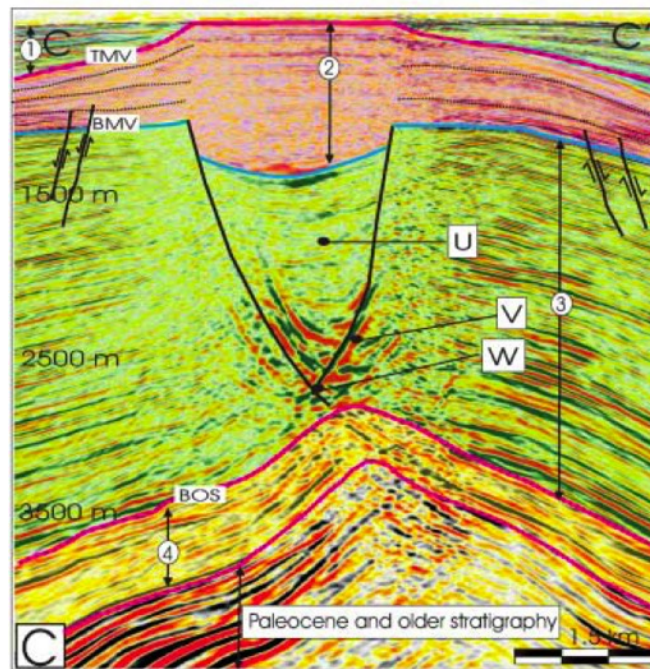 C
C'
1
TMV
2
BMV
1500 m
U
V
3
2500 m
W
BOS
3500 m
4
Paleocene and older stratigraphy
C
1.5 km